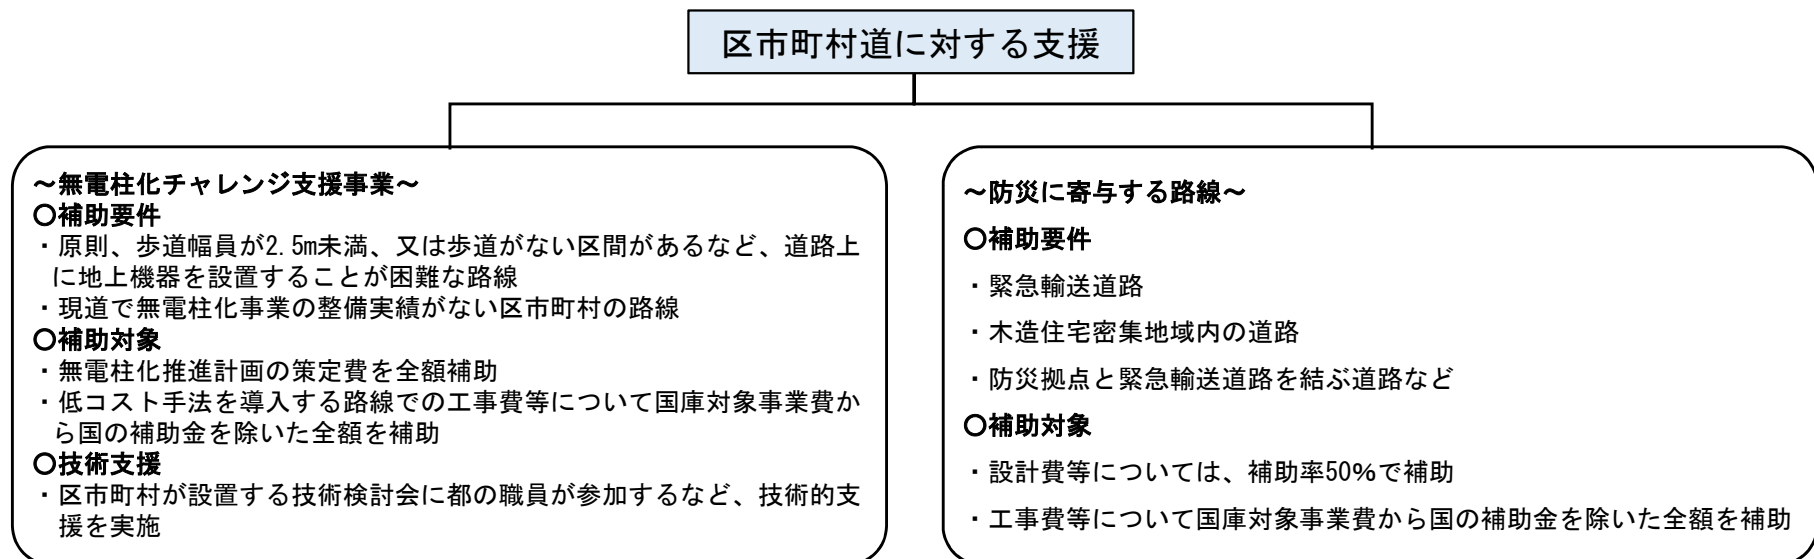 区市町村道に対する支援
～無電柱化チャレンジ支援事業～
〇補助要件
・原則、歩道幅員が2.5m未満、又は歩道がない区間があるなど、道路上
に地上機器を設置することが困難な路線
・現道で無電柱化事業の整備実績がない区市町村の路線
〇補助対象
・無電柱化推進計画の策定費を全額補助
・低コスト手法を導入する路線での工事費等について国庫対象事業費か
ら国の補助金を除いた全額を補助
〇技術支援
・区市町村が設置する技術検討会に都の職員が参加するなど、技術的支
援を実施
～防災に寄与する路線～
〇補助要件
・緊急輸送道路
・木造住宅密集地域内の道路
・防災拠点と緊急輸送道路を結ぶ道路など
〇補助対象
・設計費等については、補助率50%で補助
・工事費等について国庫対象事業費から国の補助金を除いた全額を補助